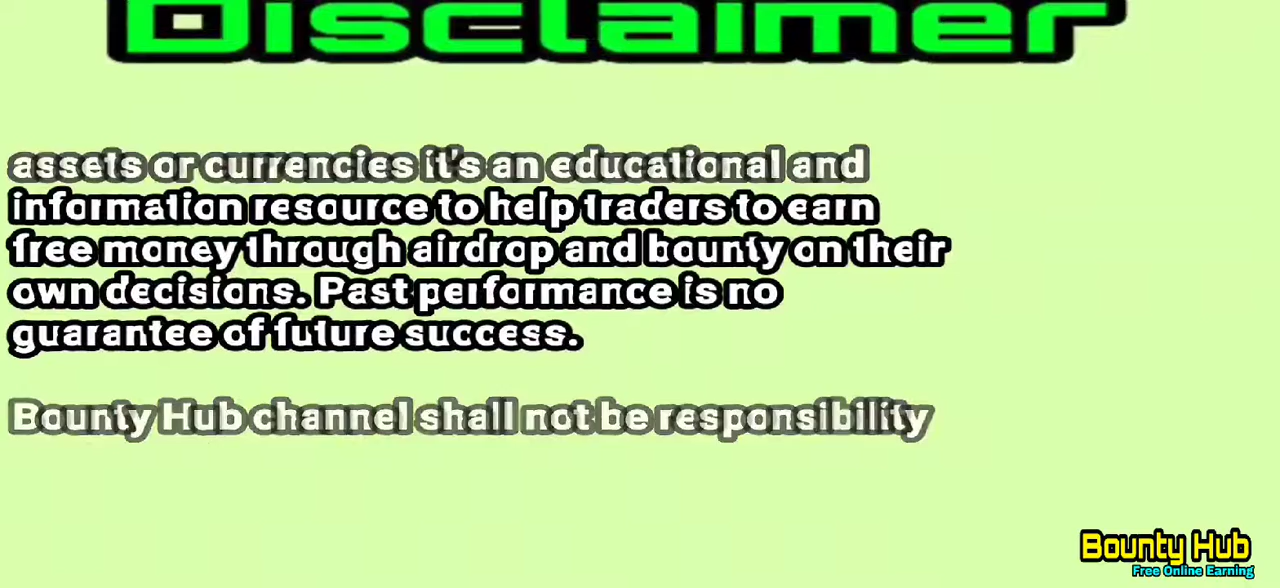 Disclaimer
assets or currencies it's an educational and
information resource to help traders to earn
free money through airdrop and bounty on their
own decisions. Past performance is no
guarantee of future success.
Bounty Hub channel shall not be responsibility
Bounty Hub
Free Online Earning